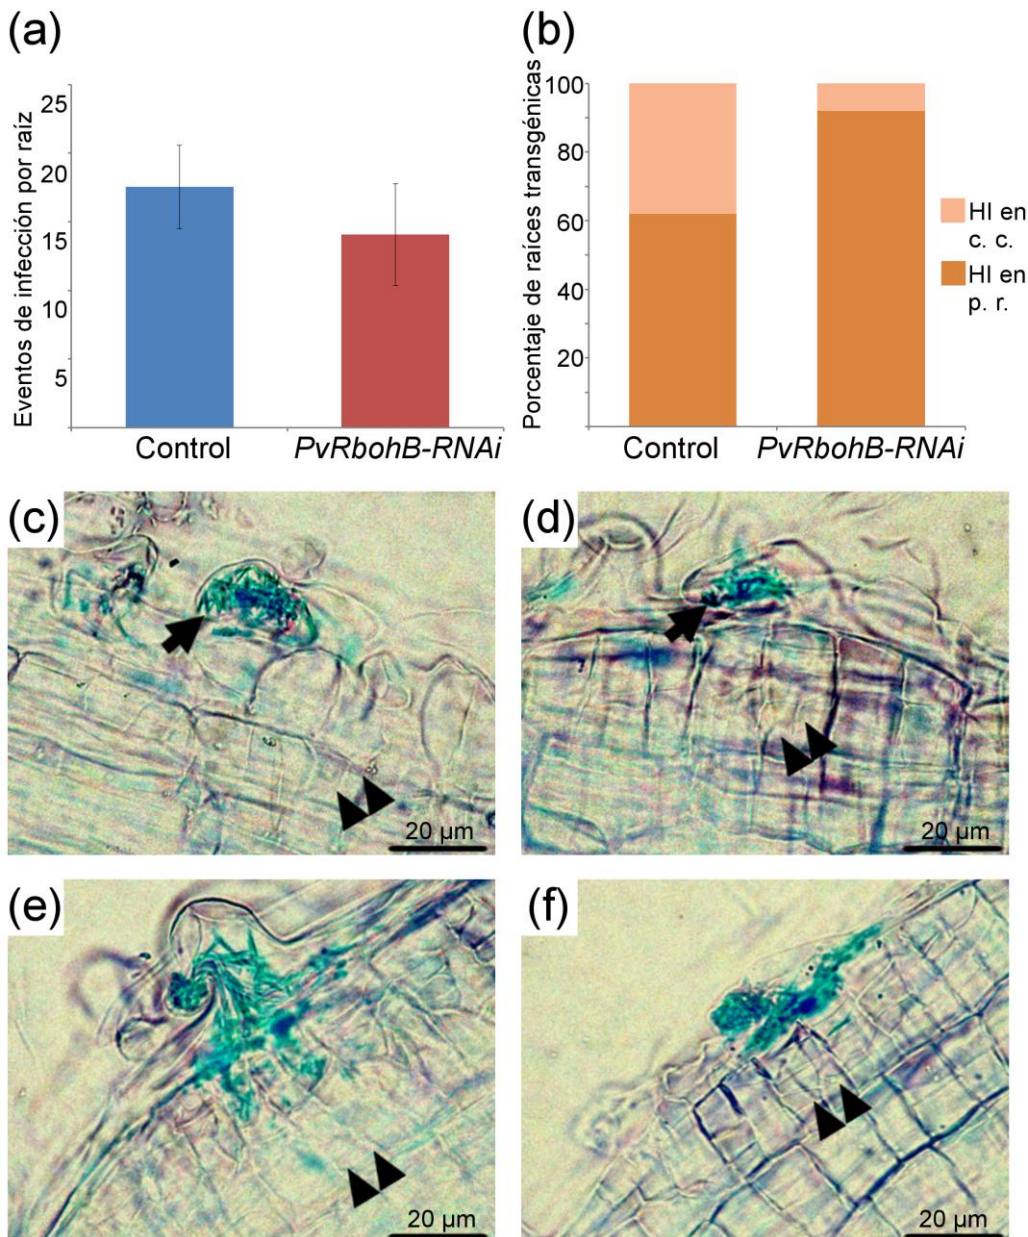 (a)
Eventos de infección por raíz
25
20
15
10
5
Control
PvRbohB-RNAi
(b)
Porcentaje de raíces transgénicas
100
80
60
40
20
Control
PvRbohB-RNAi
HI en
c. c.
HI en
p. r.
(c)
20 µm
(d)
20 µm
(e)
20 µm
(f)
20 µm